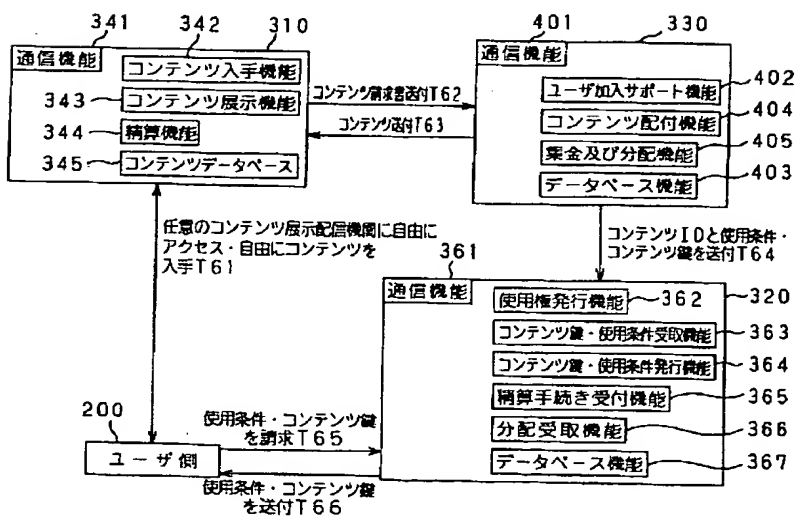 341
342
310
通信機能
コンテンツ入手機能
343
コンテンツ展示機能
344
精算機能
345
コンテンツデータベース
コンテンツ請求書送付T62
コンテンツ送付T63
401
330
通信機能
402
ユーザ加入サポート機能
404
コンテンツ配付機能
405
集金及び分配機能
403
データベース機能
任意のコンテンツ展示配信機関に自由に
アクセス・自由にコンテンツを
入手T61
コンテンツIDと使用条件・
コンテンツ鍵を送付T64
361
通信機能
320
使用権発行機能
362
コンテンツ鍵・使用条件受取機能
363
コンテンツ鍵・使用条件発行機能
364
精算手続き受付機能
365
分配受取機能
366
データベース機能
367
200
ユーザ側
使用条件・コンテンツ鍵
を請求T65
使用条件・コンテンツ鍵
を送付T66